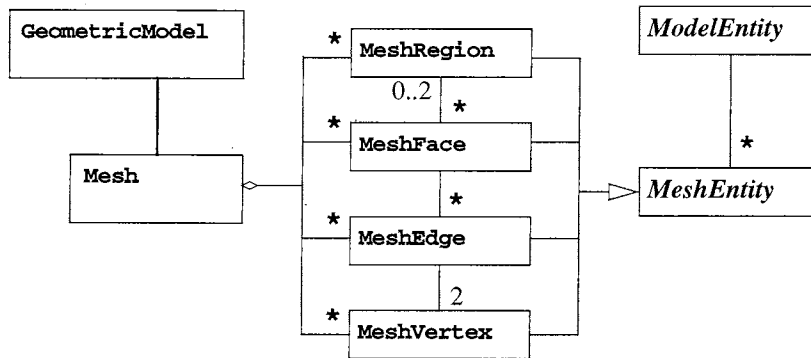 GeometricModel
Mesh
*
MeshRegion
0..2
*
*
MeshFace
*
*
MeshEdge
2
*
MeshVertex
ModelEntity
*
MeshEntity